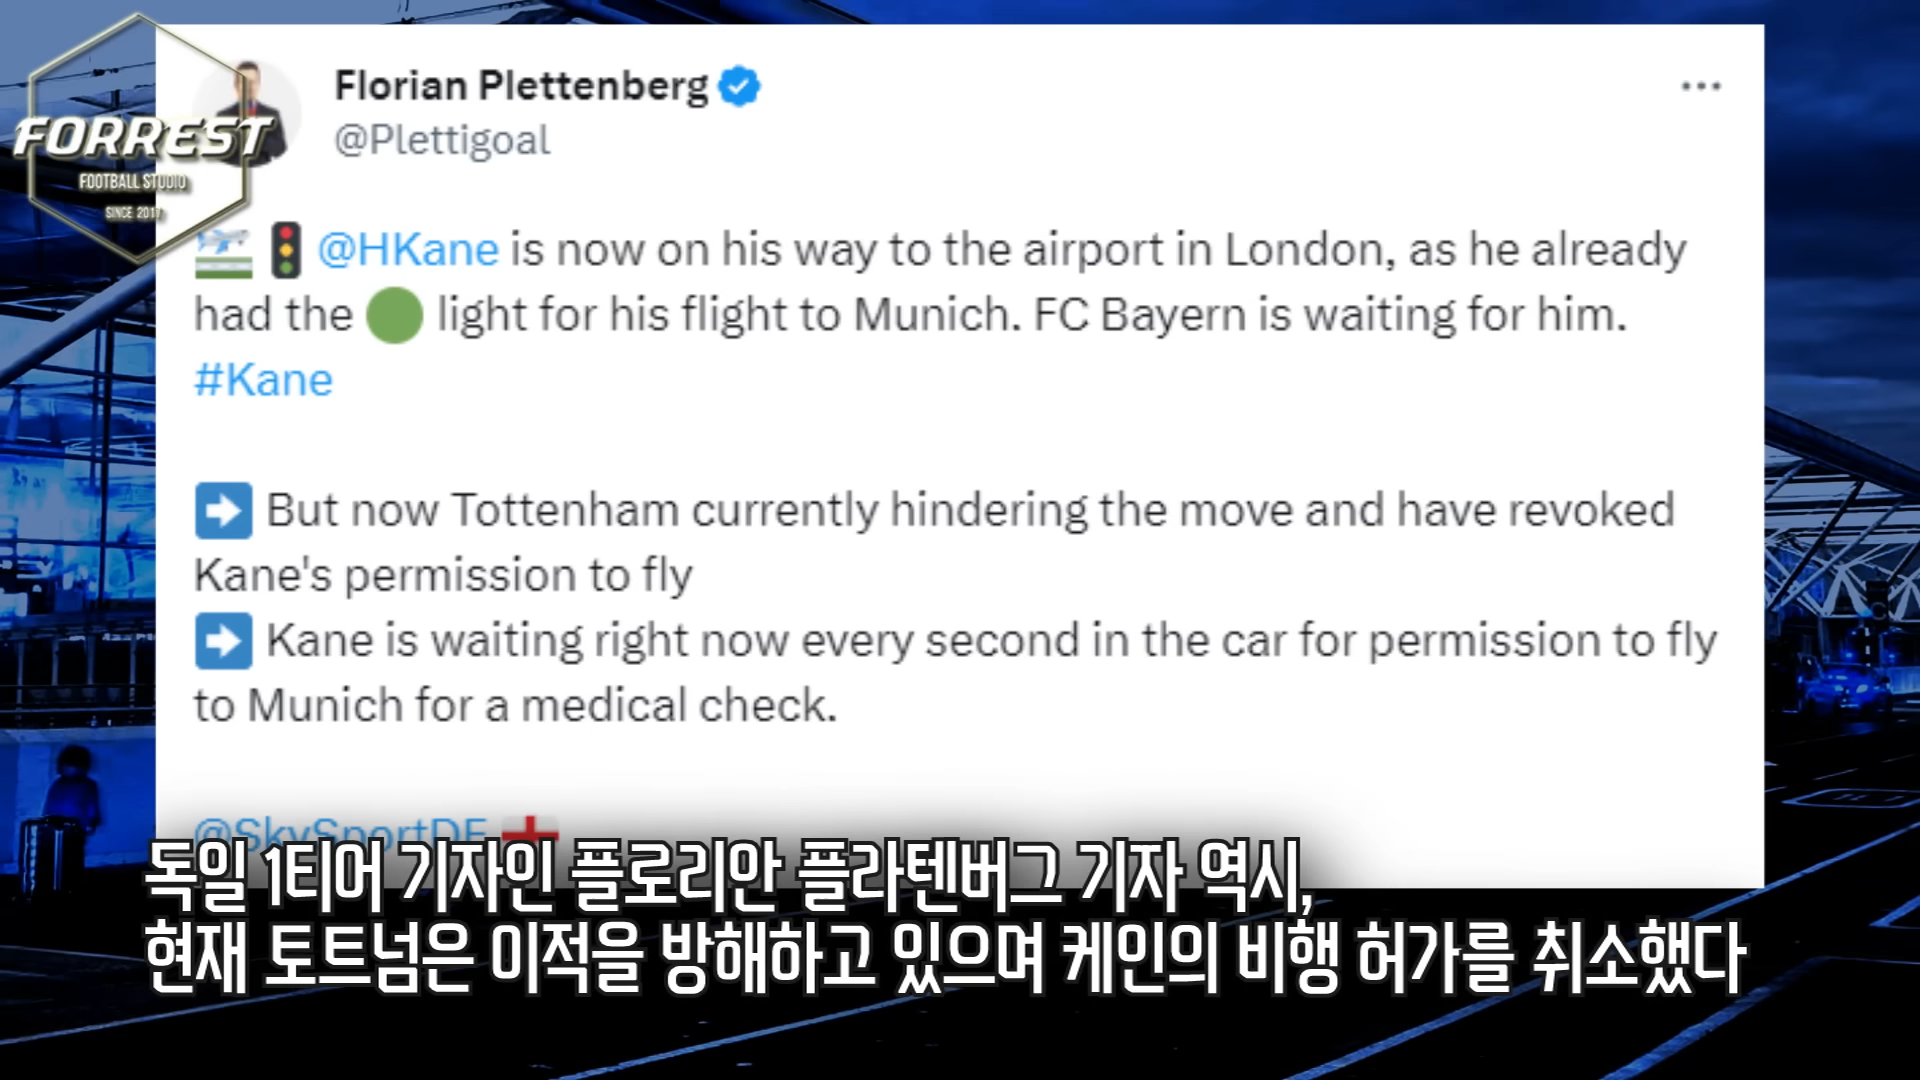 FORREST
FOOTBALL STUDIO
SINCE 2017
Florian Plettenberg
@Plettigoal
@HKane is now on his way to the airport in London, as he already
had the 🟢 light for his flight to Munich. FC Bayern is waiting for him.
#Kane
➡️ But now Tottenham currently hindering the move and have revoked
Kane's permission to fly
➡️ Kane is waiting right now every second in the car for permission to fly
to Munich for a medical check.
@SkySportDE
독일 1티어 기자인 플로리안 플라텐버그 기자 역시,
현재 토트넘은 이적을 방해하고 있으며 케인의 비행 허가를 취소했다